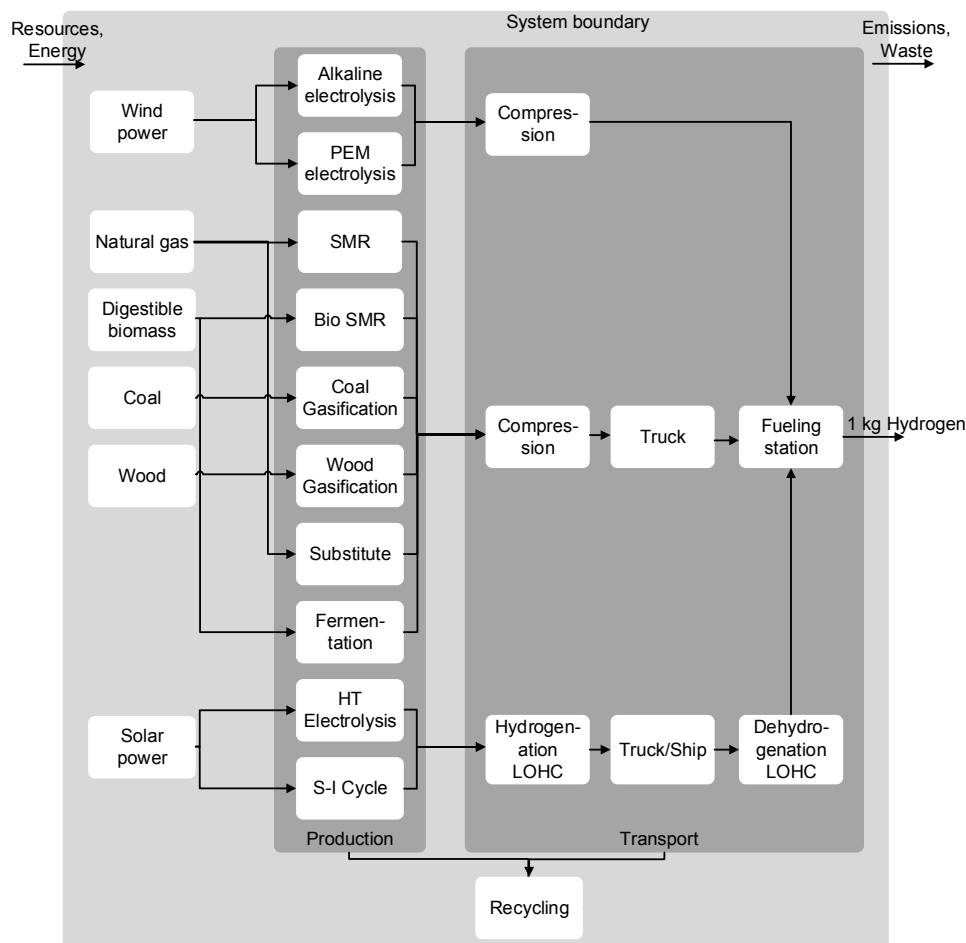 System boundary
Resources,
Energy
Emissions,
Waste
Wind
power
Alkaline
electrolysis
PEM
electrolysis
Compres-
sion
Natural gas
SMR
Digestible
biomass
Bio SMR
Coal
Coal
Gasification
Compres-
sion
Truck
Fueling
station
1 kg Hydrogen
Wood
Wood
Gasification
Substitute
Fermen-
tation
Solar
power
HT
Electrolysis
S-I Cycle
Hydrogen-
ation
LOHC
Truck/Ship
Dehydro-
genation
LOHC
Production
Transport
Recycling